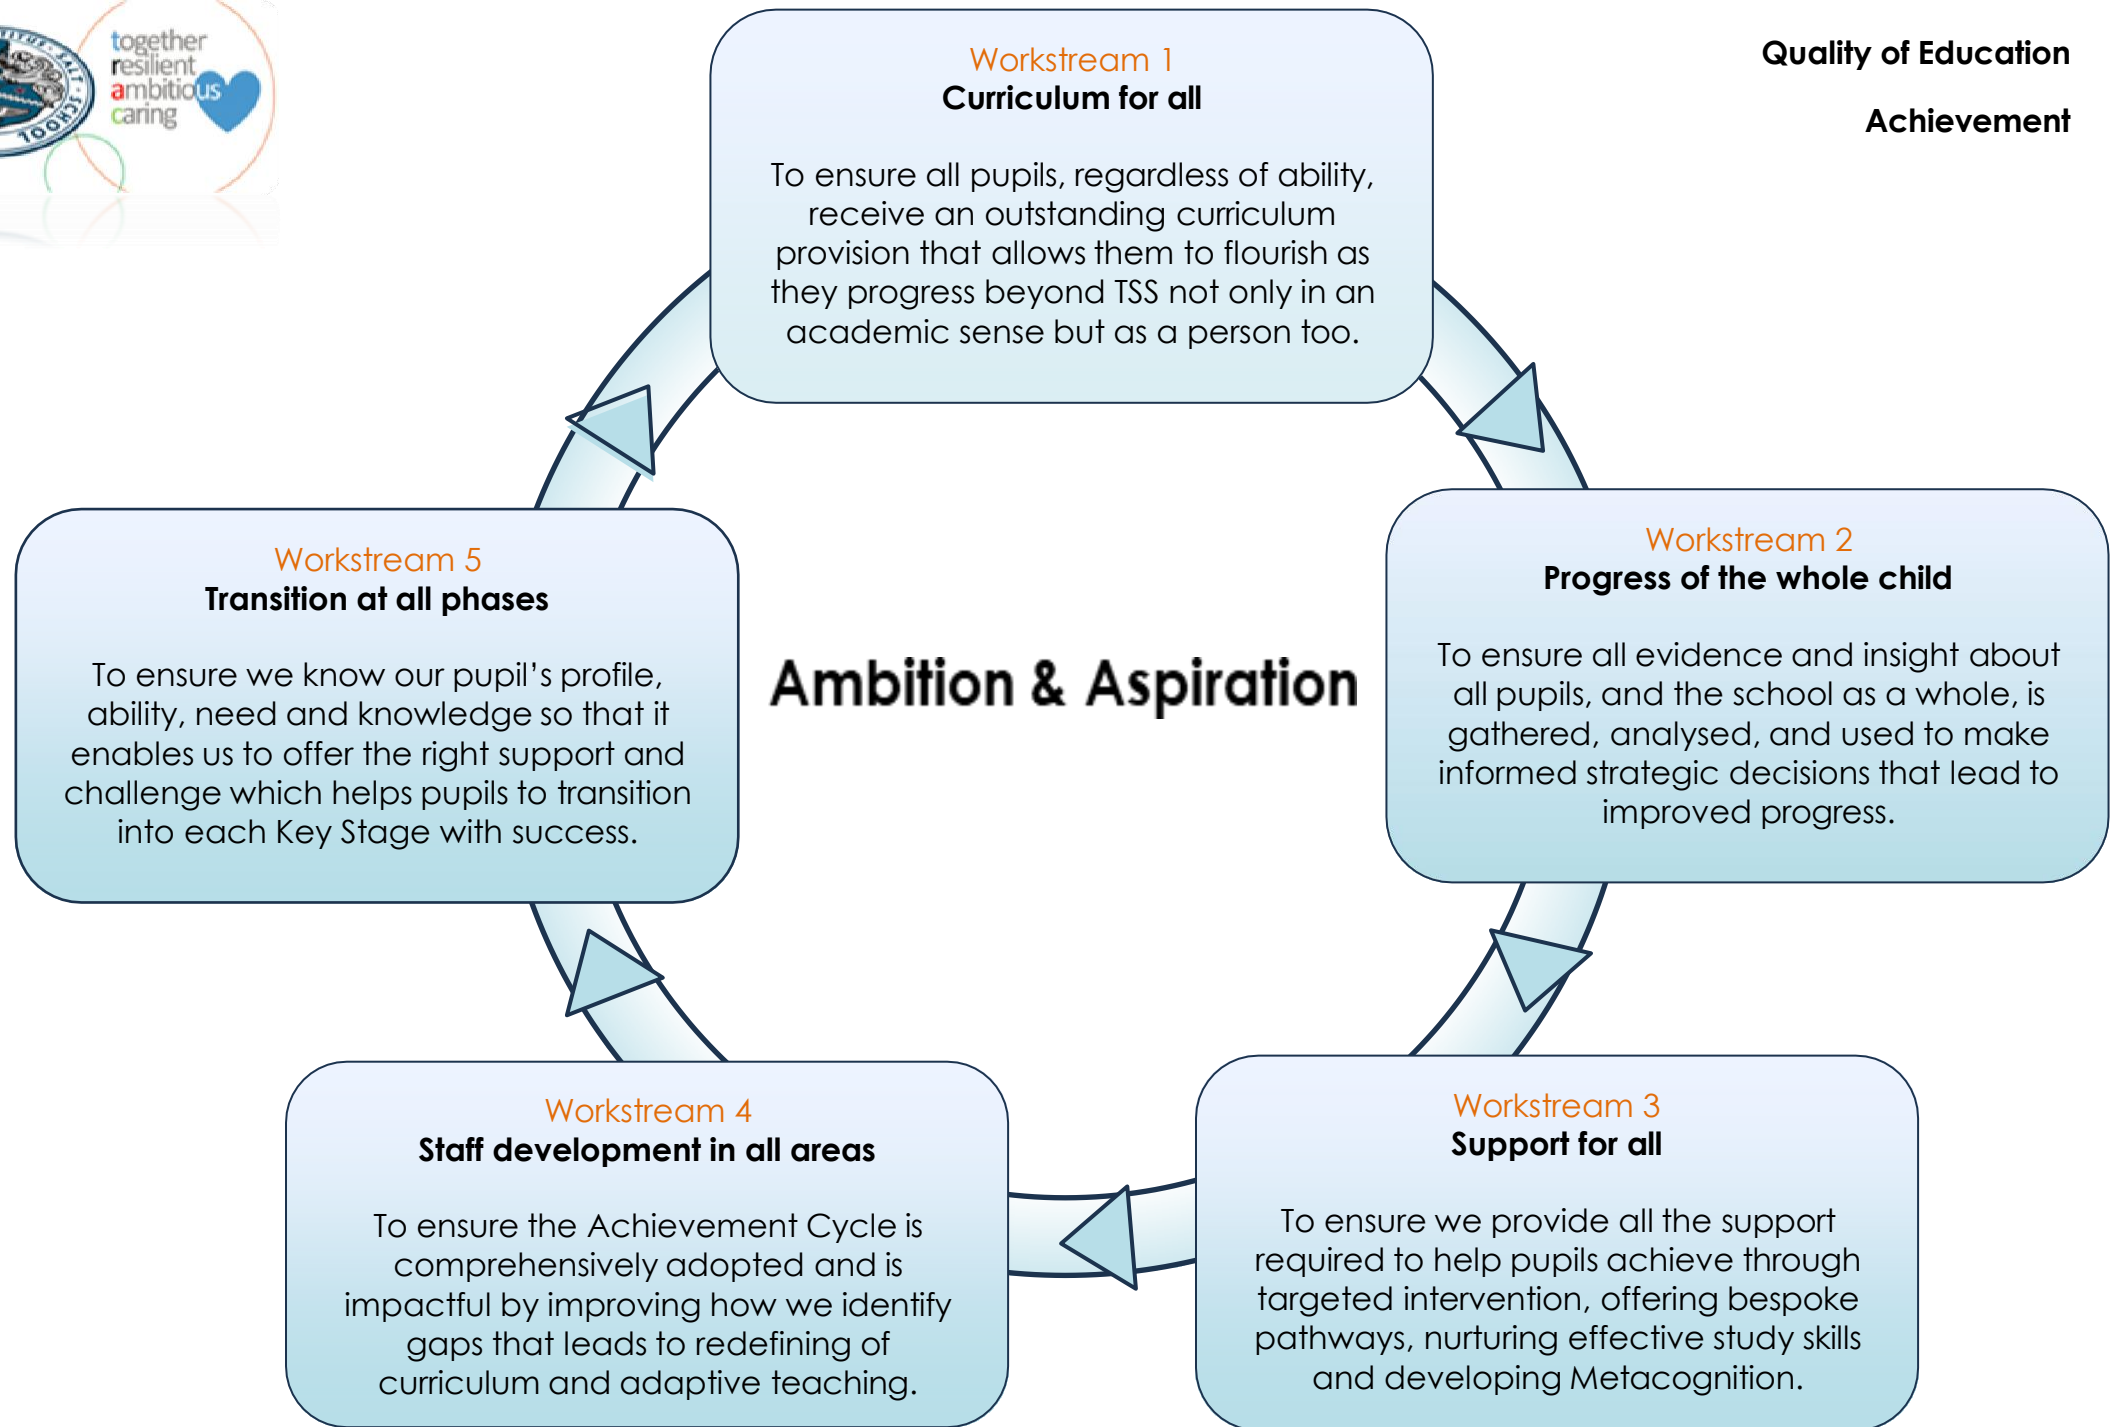 together
resilient
ambitious
caring
SALT · SCHOOL
Quality of Education
Achievement
Workstream 1
Curriculum for all
To ensure all pupils, regardless of ability,
receive an outstanding curriculum
provision that allows them to flourish as
they progress beyond TSS not only in an
academic sense but as a person too.
Workstream 2
Progress of the whole child
To ensure all evidence and insight about
all pupils, and the school as a whole, is
gathered, analysed, and used to make
informed strategic decisions that lead to
improved progress.
Workstream 3
Support for all
To ensure we provide all the support
required to help pupils achieve through
targeted intervention, offering bespoke
pathways, nurturing effective study skills
and developing Metacognition.
Workstream 4
Staff development in all areas
To ensure the Achievement Cycle is
comprehensively adopted and is
impactful by improving how we identify
gaps that leads to redefining of
curriculum and adaptive teaching.
Workstream 5
Transition at all phases
To ensure we know our pupil’s profile,
ability, need and knowledge so that it
enables us to offer the right support and
challenge which helps pupils to transition
into each Key Stage with success.
Ambition & Aspiration